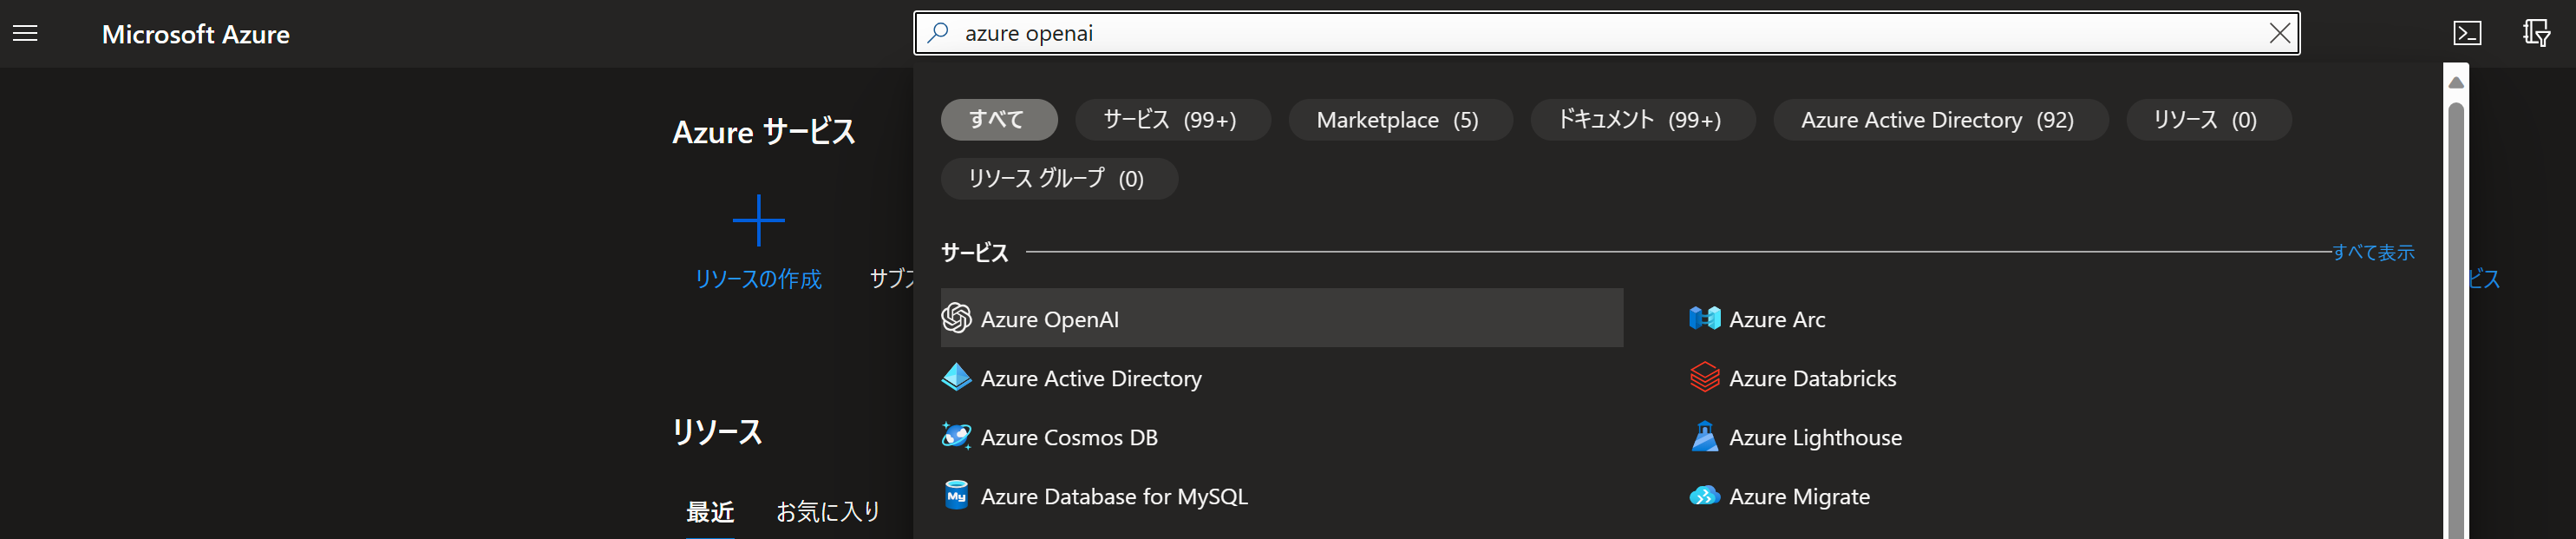 Microsoft Azure
azure openai
すべて
サービス (99+)
Marketplace (5)
ドキュメント (99+)
Azure Active Directory (92)
リソース (0)
リソース グループ (0)
Azure サービス
リソースの作成
サブス
サービス
すべて表示
ビス
Azure OpenAI
Azure Arc
Azure Active Directory
Azure Databricks
Azure Cosmos DB
Azure Lighthouse
Azure Database for MySQL
Azure Migrate
リソース
最近
お気に入り